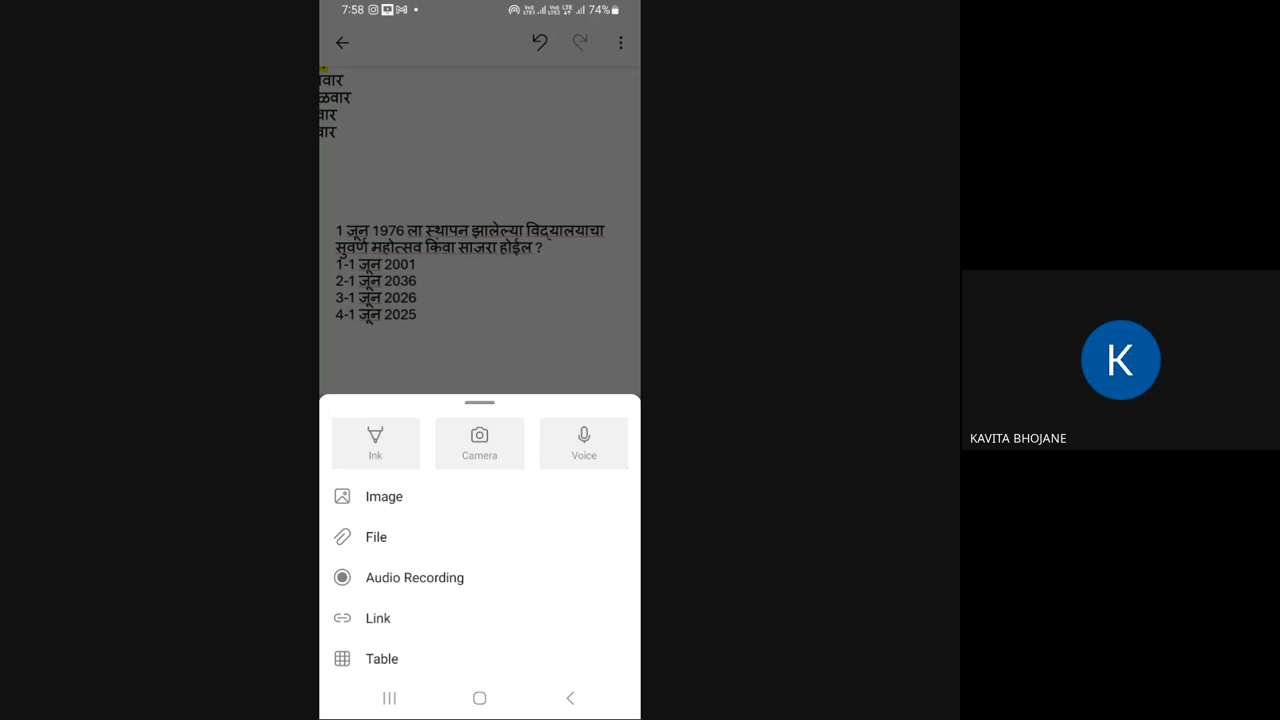 7:58
74%
1 जून 1976 ला स्थापन झालेल्या विद्यालयाचा
सुवर्ण महोत्सव किंवा साजरा होईल ?
1-1 जून 2001
2-1 जून 2036
3-1 जून 2026
4-1 जून 2025
Ink
Camera
Voice
Image
File
Audio Recording
Link
Table
K
KAVITA BHOJANE